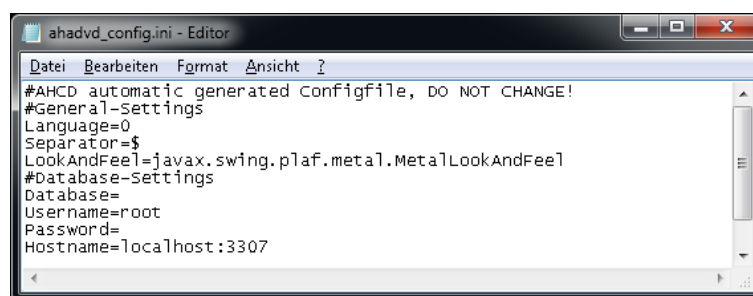 ahadvd_config.ini - Editor
Datei Bearbeiten Format Ansicht ?
#AHCD automatic generated Configfile, DO NOT CHANGE!
#General-Settings
Language=0
Separator=$
LookAndFeel=javax.swing.plaf.metal.MetalLookAndFeel
#Database-Settings
Database=
Username=root
Password=
Hostname=localhost:3307